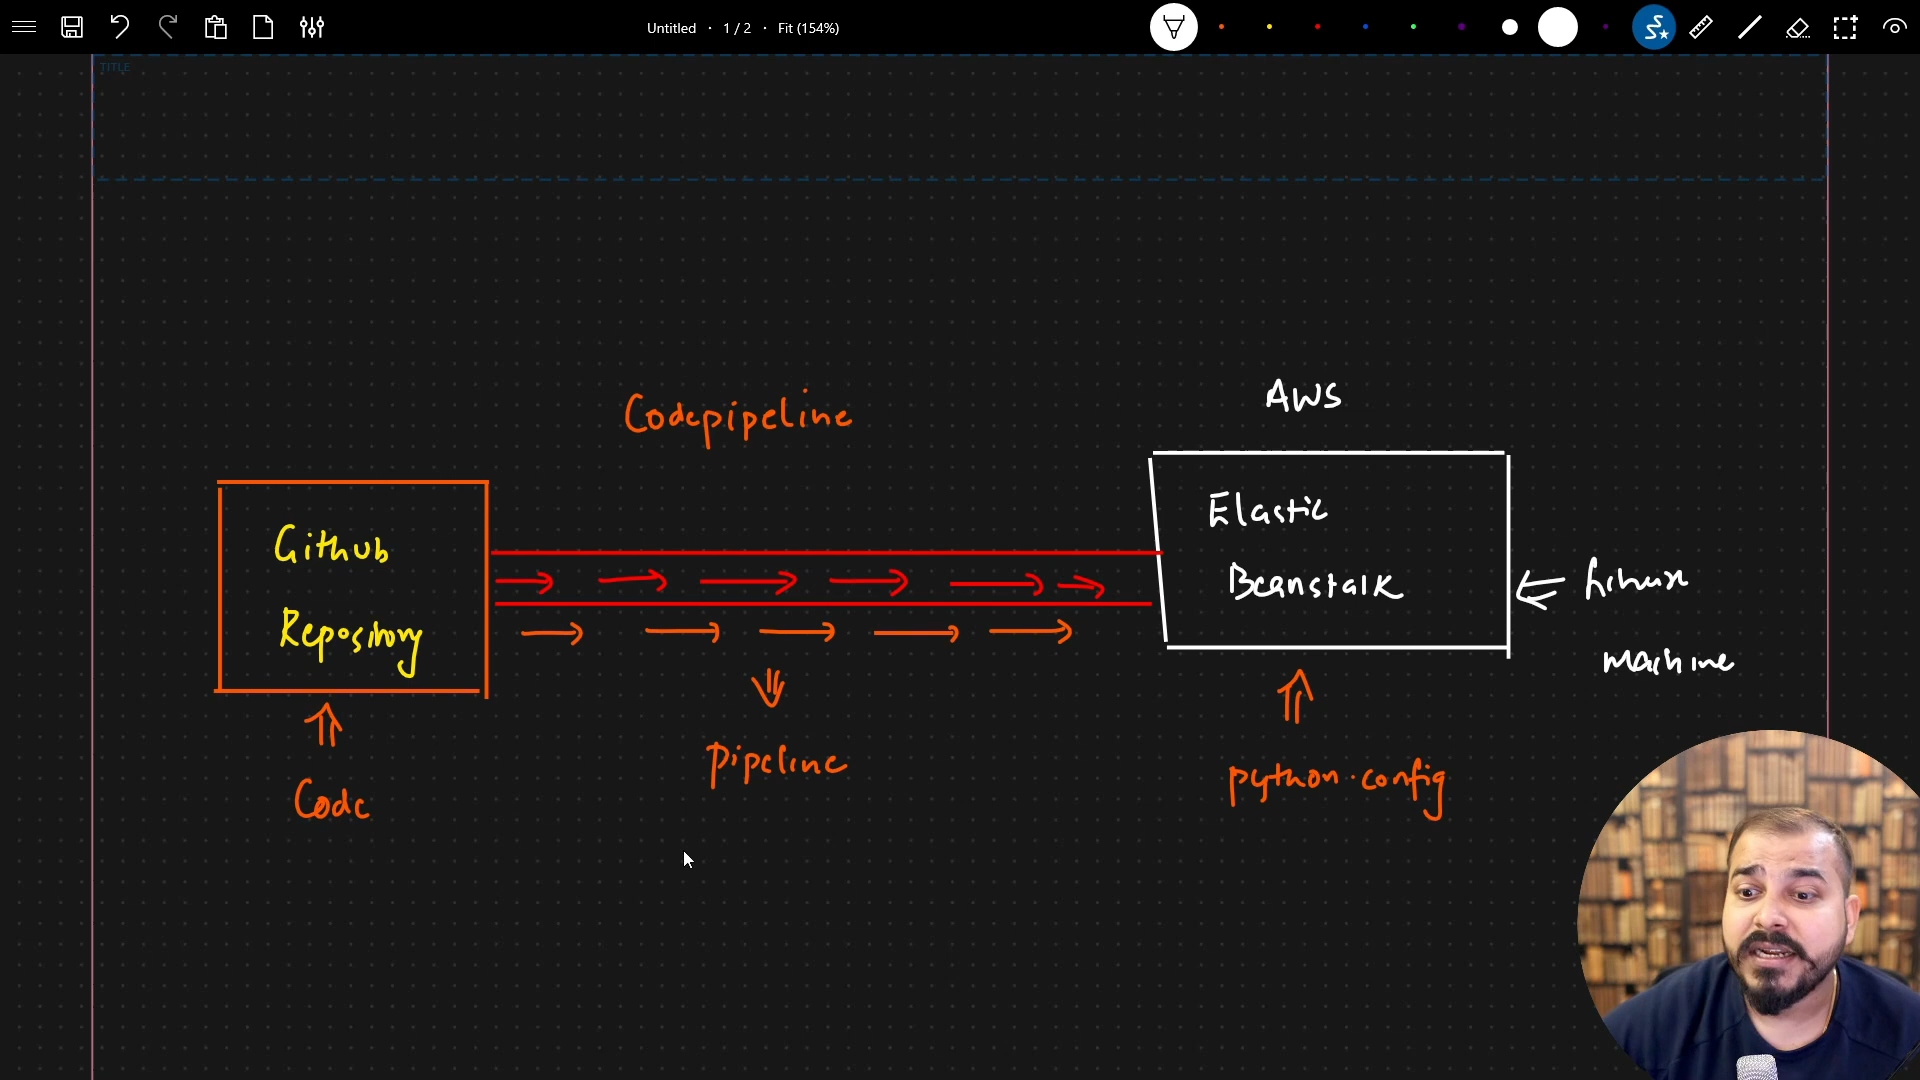 Untitled · 1 / 2 · Fit (154%)
TITLE
Codepipeline
AWS
Github
Repository
Elastic
Beanstalk
Linux
machine
Code
Pipeline
python.config